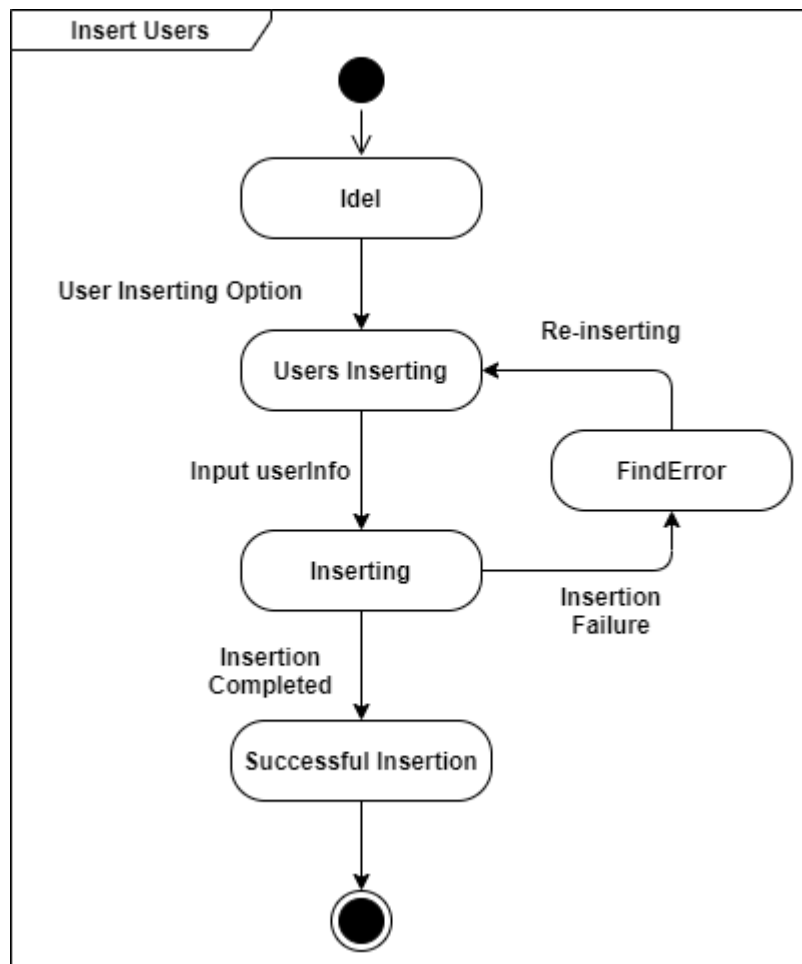 Insert Users
Idel
User Inserting Option
Re-inserting
Users Inserting
Input userInfo
FindError
Inserting
Insertion
Failure
Insertion
Completed
Successful Insertion